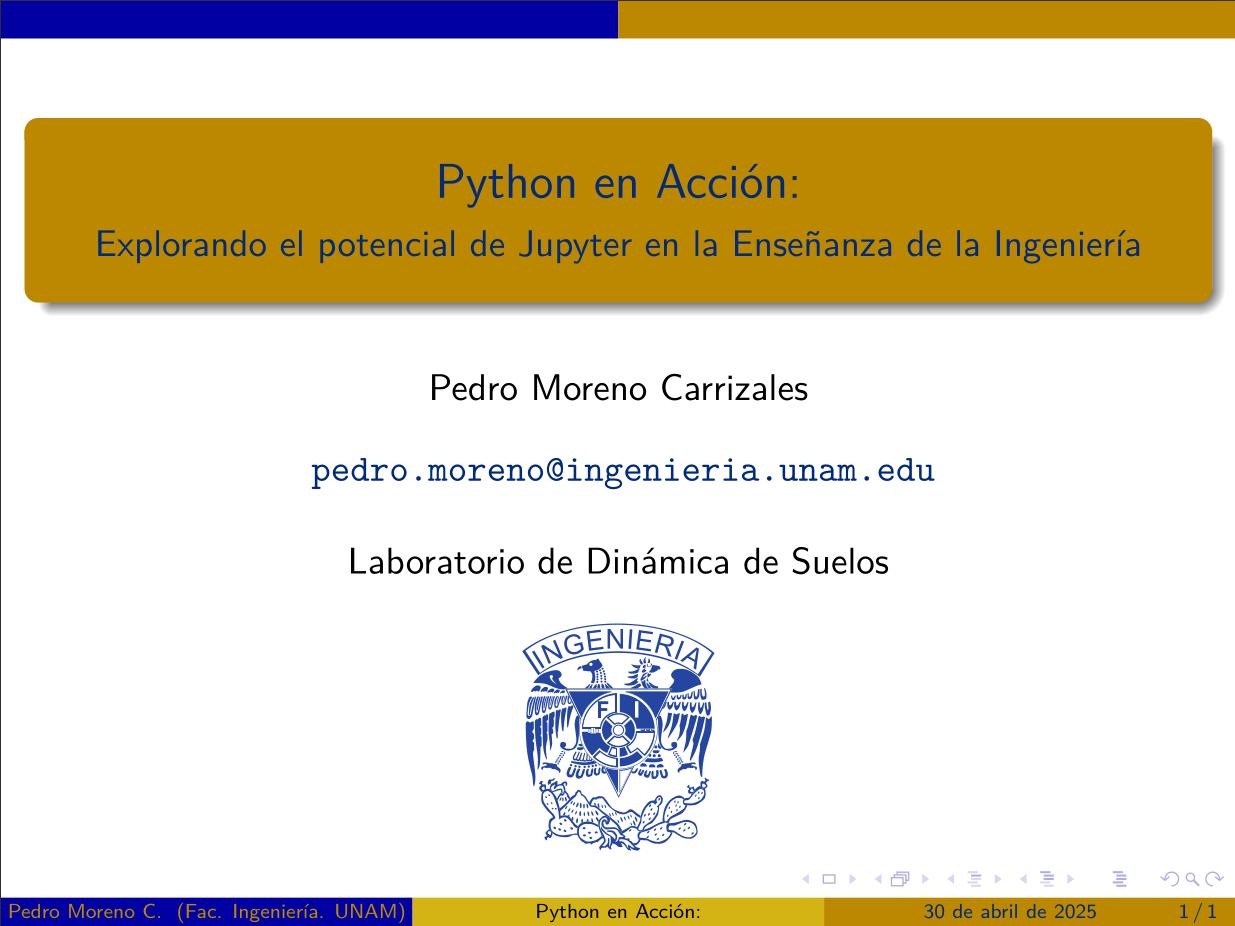 Python en Acción:
Explorando el potencial de Jupyter en la Enseñanza de la Ingeniería
Pedro Moreno Carrizales
pedro.moreno@ingenieria.unam.edu
Laboratorio de Dinámica de Suelos
INGENIERIA
F I
Pedro Moreno C. (Fac. Ingeniería. UNAM) Python en Acción: 30 de abril de 2025 1 / 1